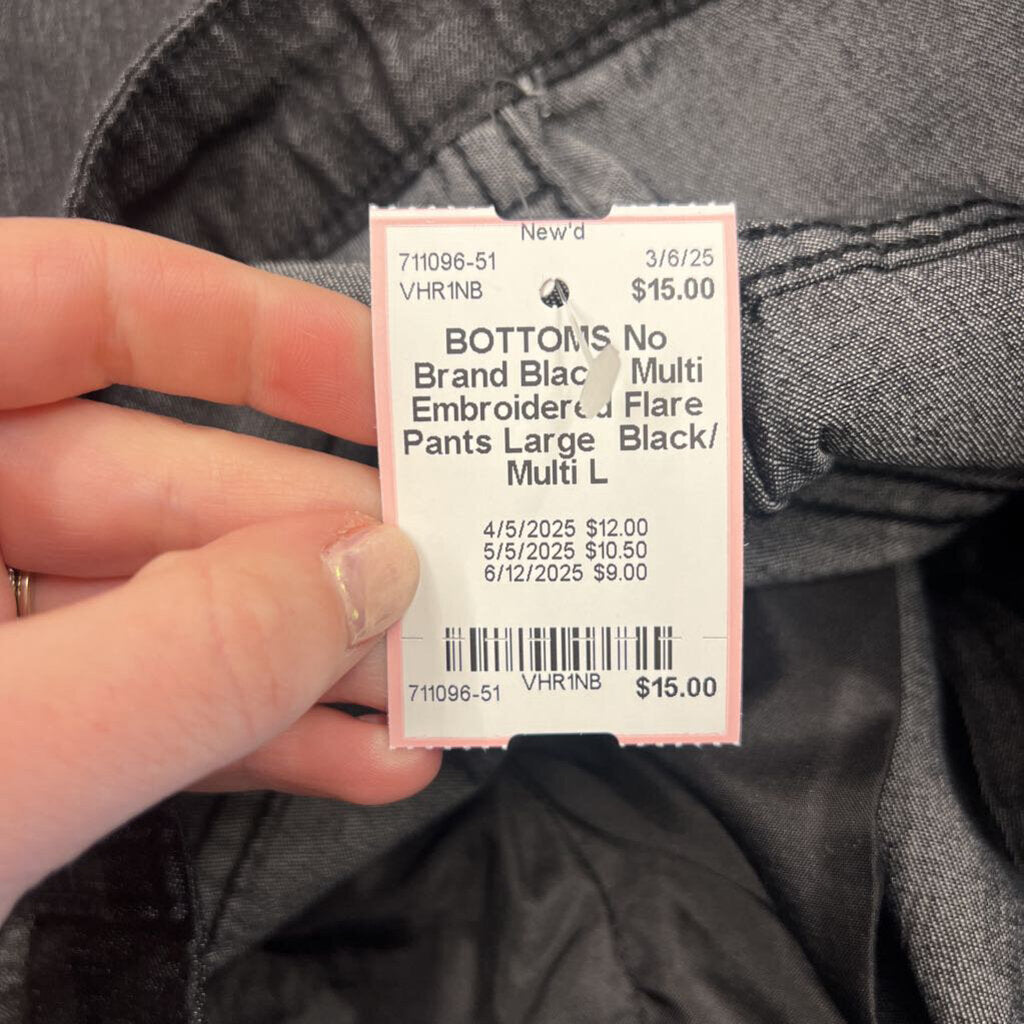 New'd
711096-51 3/6/25
VHR1NB $15.00
BOTTOMS No
Brand Blac Multi
Embroidered Flare
Pants Large Black/
Multi L
4/5/2025 $12.00
5/5/2025 $10.50
6/12/2025 $9.00
711096-51 VHR1NB $15.00